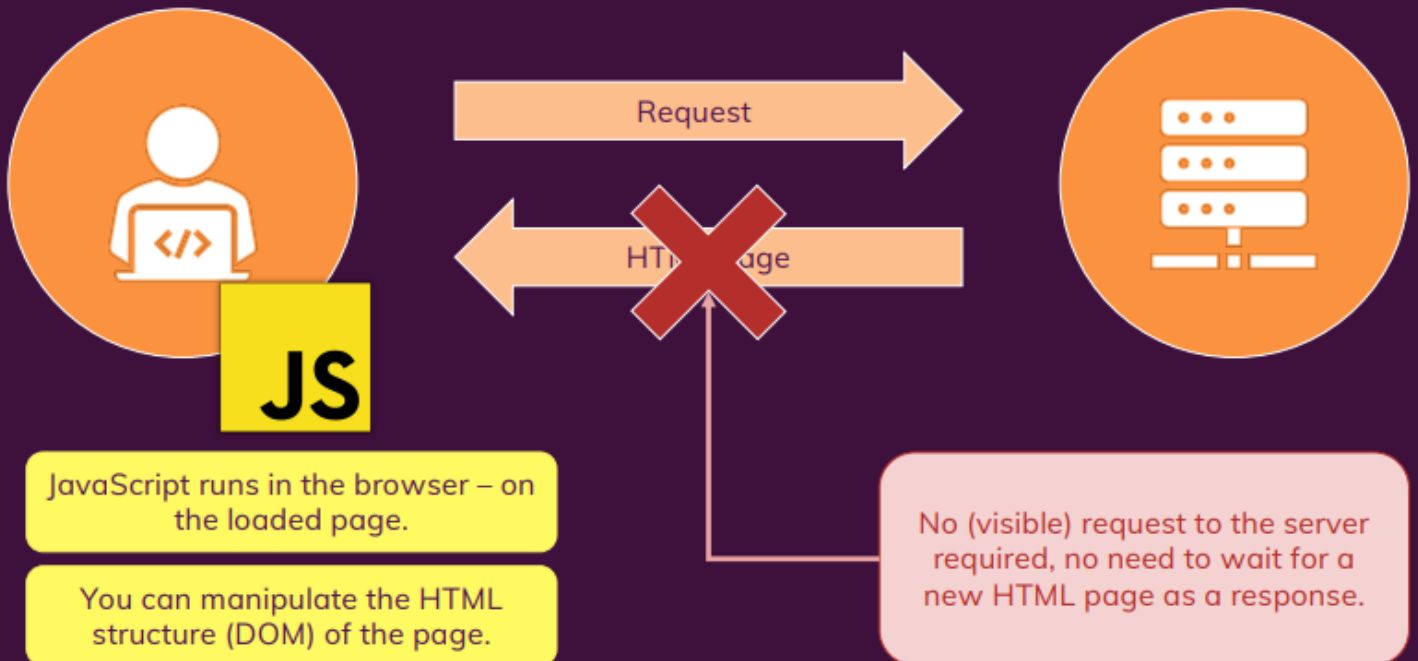 Request
HT age
JS
</>
JavaScript runs in the browser – on
the loaded page.
You can manipulate the HTML
structure (DOM) of the page.
No (visible) request to the server
required, no need to wait for a
new HTML page as a response.